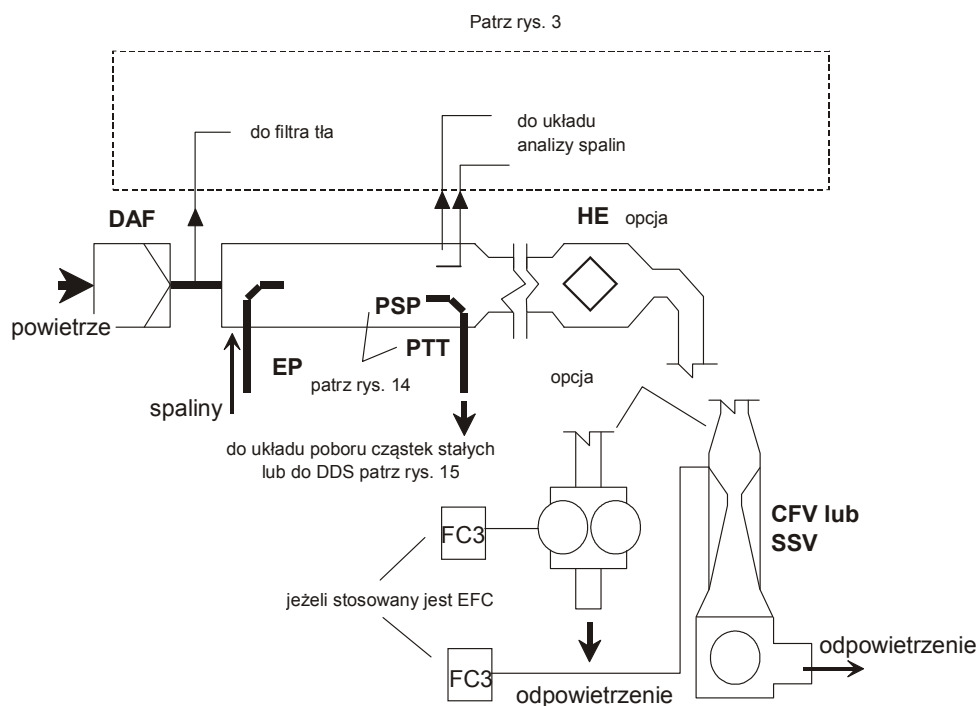 Patrz rys. 3
do filtra tła
do układu
analizy spalin
DAF
HE opcja
powietrze
PSP
PTT
EP
patrz rys. 14
opcja
spaliny
do układu poboru cząstek stałych
lub do DDS patrz rys. 15
CFV lub
SSV
FC3
jeżeli stosowany jest EFC
FC3
odpowietrzenie
odpowietrzenie